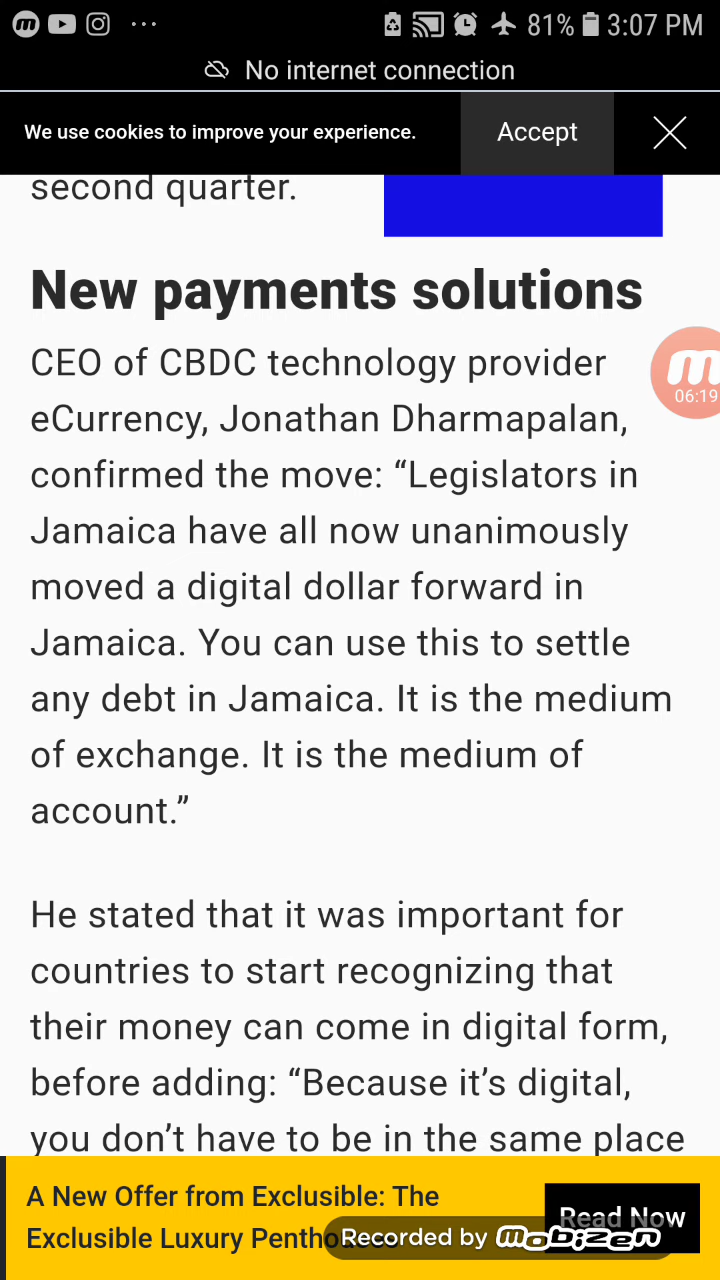 81% 3:07 PM
No internet connection
We use cookies to improve your experience.
Accept
second quarter.
New payments solutions
CEO of CBDC technology provider
eCurrency, Jonathan Dharmapalan,
confirmed the move: “Legislators in
Jamaica have all now unanimously
moved a digital dollar forward in
Jamaica. You can use this to settle
any debt in Jamaica. It is the medium
of exchange. It is the medium of
account.”
06:19
He stated that it was important for
countries to start recognizing that
their money can come in digital form,
before adding: “Because it’s digital,
you don’t have to be in the same place
A New Offer from Exclusible: The
Exclusible Luxury
Read Now
Recorded by mobizen